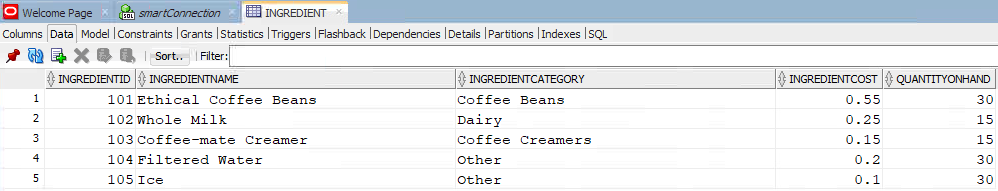 Welcome Page smartConnection INGREDIENT
Columns Data Model Constraints Grants Statistics Triggers Flashback Dependencies Details Partitions Indexes SQL
Sort.. Filter:
INGREDIENTID INGREDIENTNAME INGREDIENTCATEGORY INGREDIENTCOST QUANTITYONHAND
1 101 Ethical Coffee Beans Coffee Beans 0.55 30
2 102 Whole Milk Dairy 0.25 15
3 103 Coffee-mate Creamer Coffee Creamers 0.15 15
4 104 Filtered Water Other 0.2 30
5 105 Ice Other 0.1 30